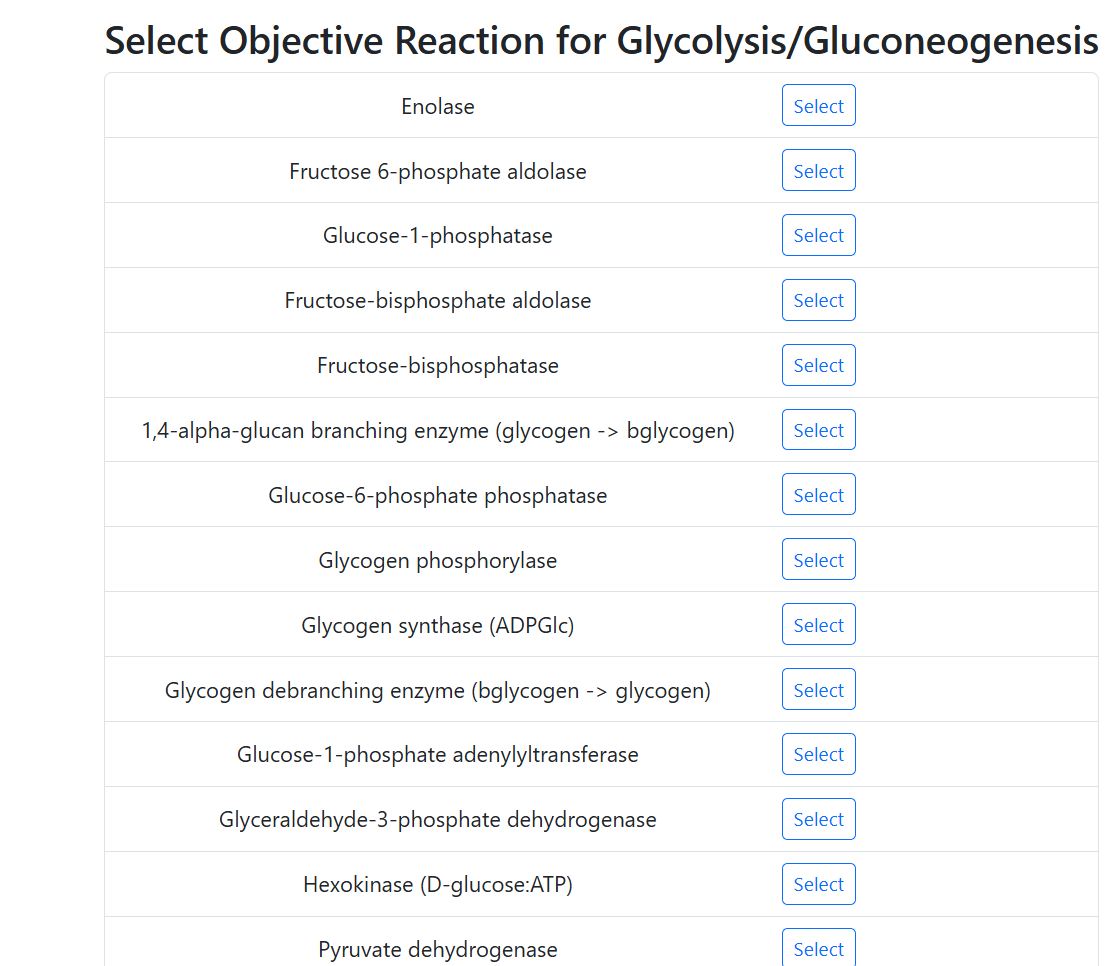 Select Objective Reaction for Glycolysis/Gluconeogenesis
Enolase Select
Fructose 6-phosphate aldolase Select
Glucose-1-phosphatase Select
Fructose-bisphosphate aldolase Select
Fructose-bisphosphatase Select
1,4-alpha-glucan branching enzyme (glycogen -> bglycogen) Select
Glucose-6-phosphate phosphatase Select
Glycogen phosphorylase Select
Glycogen synthase (ADPGlc) Select
Glycogen debranching enzyme (bglycogen -> glycogen) Select
Glucose-1-phosphate adenylyltransferase Select
Glyceraldehyde-3-phosphate dehydrogenase Select
Hexokinase (D-glucose:ATP) Select
Pyruvate dehydrogenase Select